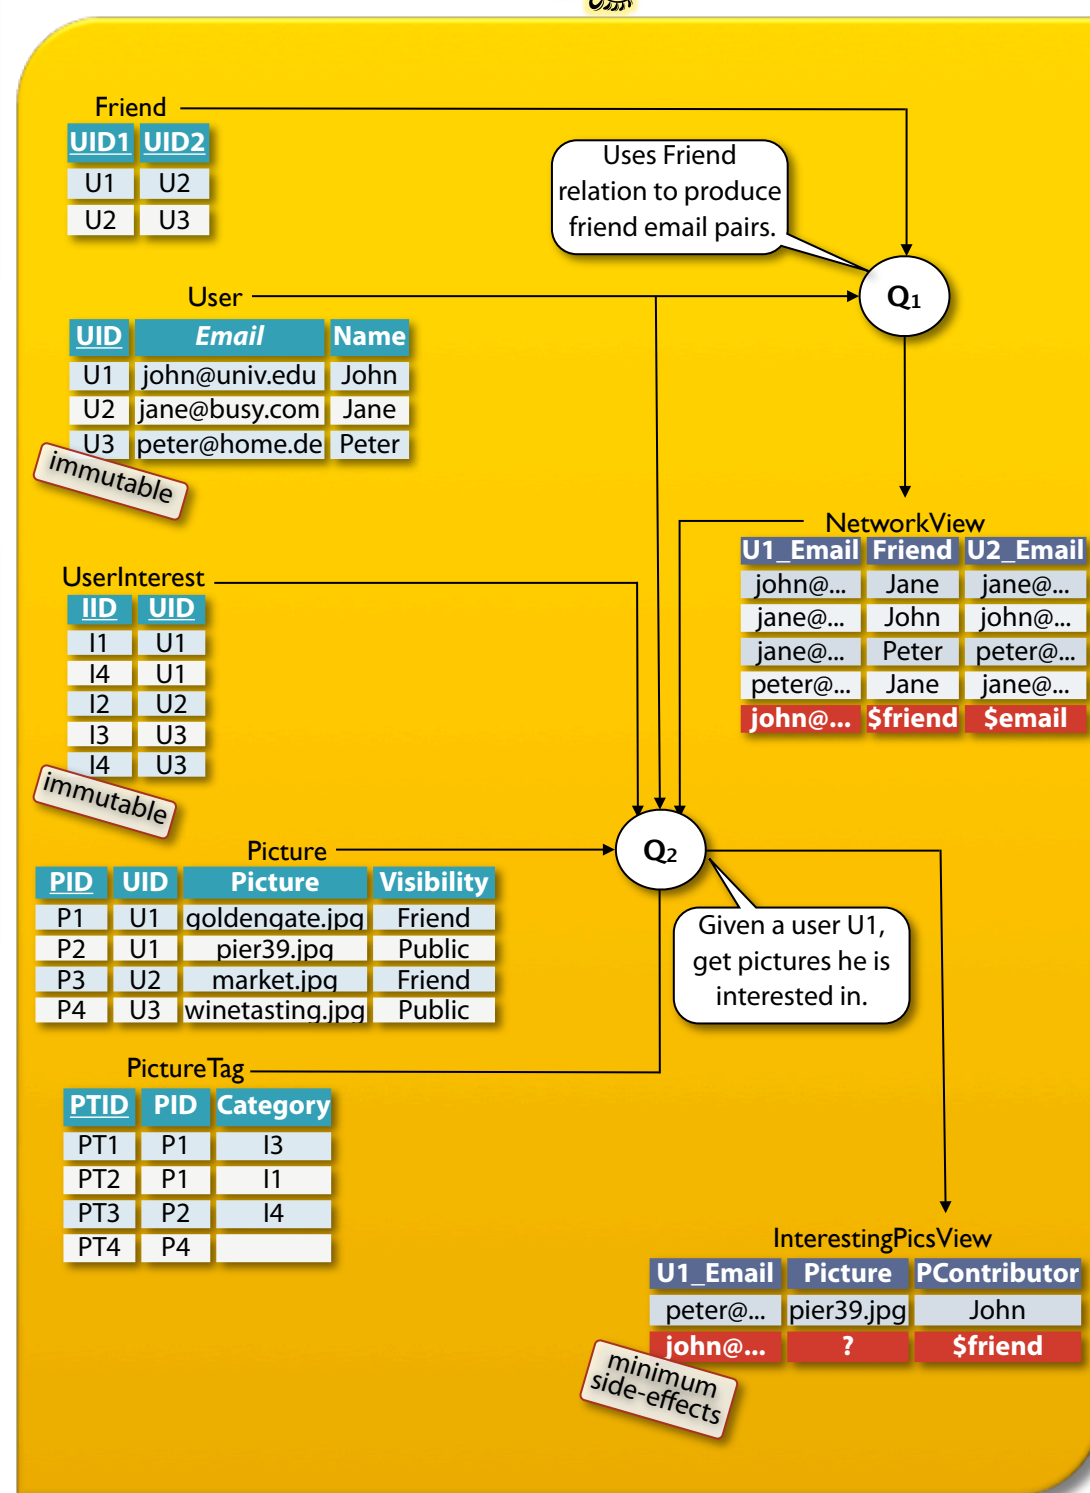 Friend
UID1 UID2
U1 U2
U2 U3
Uses Friend
relation to produce
friend email pairs.
Q1
User
UID Email Name
U1 john@univ.edu John
U2 jane@busy.com Jane
U3 peter@home.de Peter
immutable
NetworkView
U1_Email Friend U2_Email
john@... Jane jane@...
jane@... John john@...
jane@... Peter peter@...
peter@... Jane jane@...
john@... $friend $email
UserInterest
IID UID
I1 U1
I4 U1
I2 U2
I3 U3
I4 U3
immutable
Q2
Picture
PID UID Picture Visibility
P1 U1 goldengate.jpg Friend
P2 U1 pier39.jpg Public
P3 U2 market.jpg Friend
P4 U3 winetasting.jpg Public
Given a user U1,
get pictures he is
interested in.
PictureTag
PTID PID Category
PT1 P1 I3
PT2 P1 I1
PT3 P2 I4
PT4 P4
InterestingPicsView
U1_Email Picture PContributor
peter@... pier39.jpg John
john@... ? $friend
minimum
side-effects